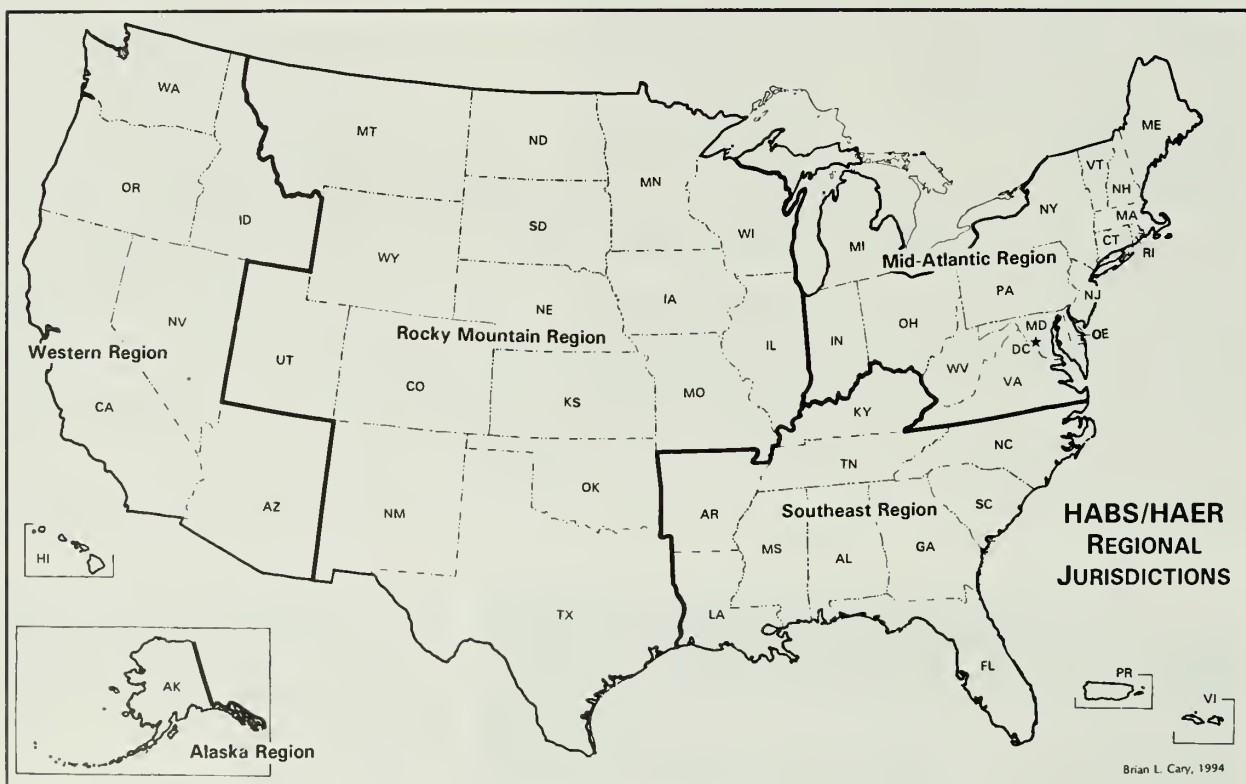 WA
MT
ND
MN
ME
VT
NH
OR
ID
SD
WI
NY
MA
CT
RI
WY
MI
Mid-Atlantic Region
PA
NJ
NE
IA
NV
Rocky Mountain Region
IL
IN
OH
MD
OE
DC
Western Region
UT
CO
KS
MO
WV
VA
CA
KY
NC
TN
AZ
NM
OK
AR
Southeast Region
SC
HABS/HAER
REGIONAL
JURISDICTIONS
HI
MS
AL
GA
TX
LA
FL
AK
Alaska Region
PR
VI
Brian L. Cary, 1994